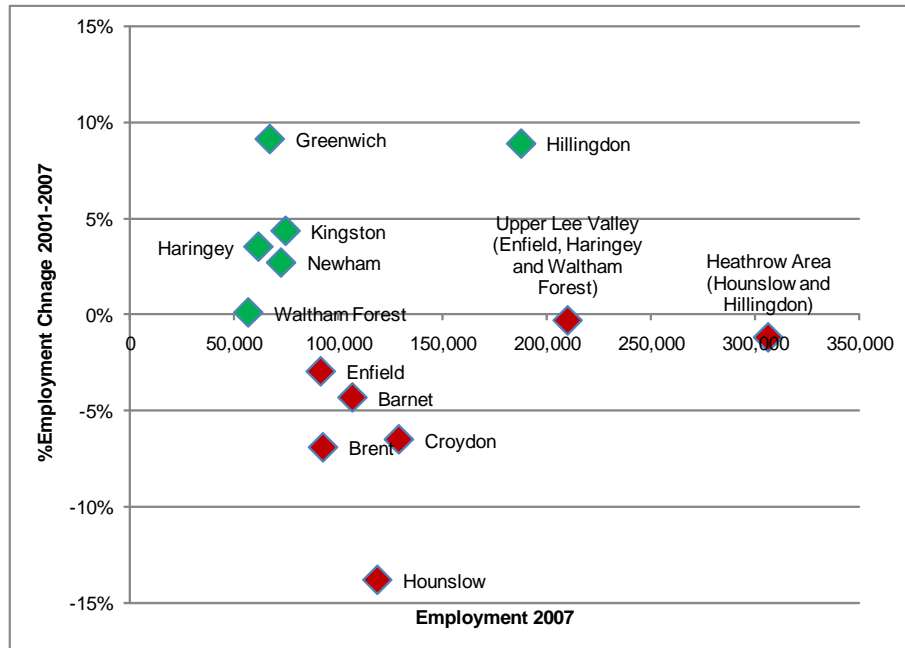 15%
10%
5%
0%
-5%
-10%
-15%
%Employment Chnage 2001-2007
Greenwich
Hillingdon
Kingston
Haringey
Newham
Upper Lee Valley
(Enfield, Haringey
and Waltham
Forest)
Heathrow Area
(Hounslow and
Hillingdon)
Waltham Forest
0
50,000
100,000
150,000
200,000
250,000
300,000
350,000
Enfield
Barnet
Brent
Croydon
Hounslow
Employment 2007